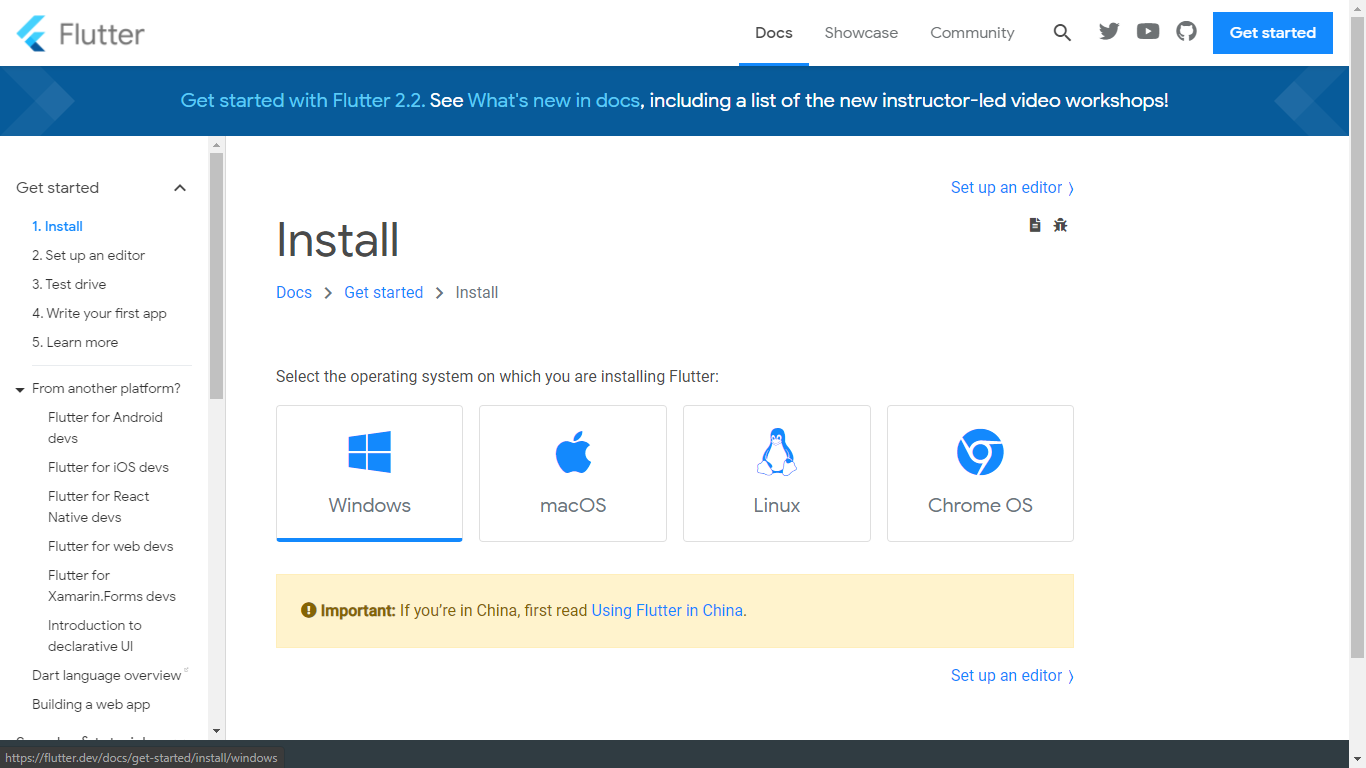 Flutter
Docs
Showcase
Community
Get started
Get started with Flutter 2.2. See What's new in docs, including a list of the new instructor-led video workshops!
Get started
1. Install
2. Set up an editor
3. Test drive
4. Write your first app
5. Learn more
From another platform?
Flutter for Android
devs
Flutter for iOS devs
Flutter for React
Native devs
Flutter for web devs
Flutter for
Xamarin.Forms devs
Introduction to
declarative UI
Dart language overview
Building a web app
Set up an editor ⟩
Install
Docs
Get started
Install
Select the operating system on which you are installing Flutter:
Windows
macOS
Linux
Chrome OS
Important: If you’re in China, first read Using Flutter in China.
Set up an editor ⟩
https://flutter.dev/docs/get-started/install/windows